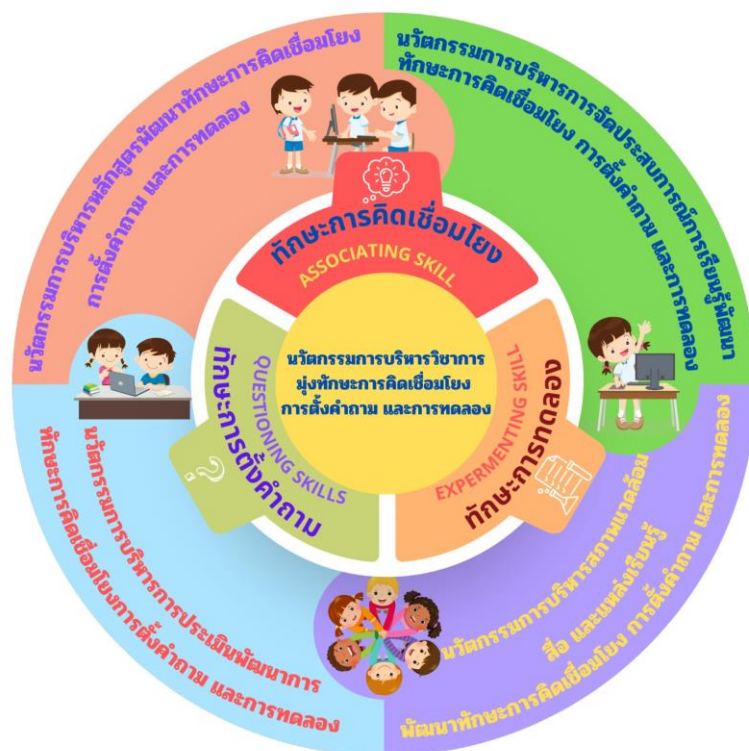 นวัตกรรมการบริหารหลักสูตรพัฒนาทักษะการคิดเชื่อมโยง
การตั้งคำถาม และการทดลอง
นวัตกรรมการบริหารการจัดประสบการณ์การเรียนรู้พัฒนา
ทักษะการคิดเชื่อมโยง การตั้งคำถาม และการทดลอง
ทักษะการคิดเชื่อมโยง
ASSOCIATING SKILL
นวัตกรรมการบริหารวิชาการ
มุ่งทักษะการคิดเชื่อมโยง
การตั้งคำถาม และการทดลอง
QUESTIONING SKILLS
ทักษะการตั้งคำถาม
EXPERMENTING SKILL
ทักษะการทดลอง
นวัตกรรมการบริหารการประเมินพัฒนาการ
ทักษะการคิดเชื่อมโยงการตั้งคำถาม และการทดลอง
นวัตกรรมการบริหารสภาพแวดล้อม
สื่อ และแหล่งเรียนรู้
พัฒนาทักษะการคิดเชื่อมโยง การตั้งคำถาม และการทดลอง